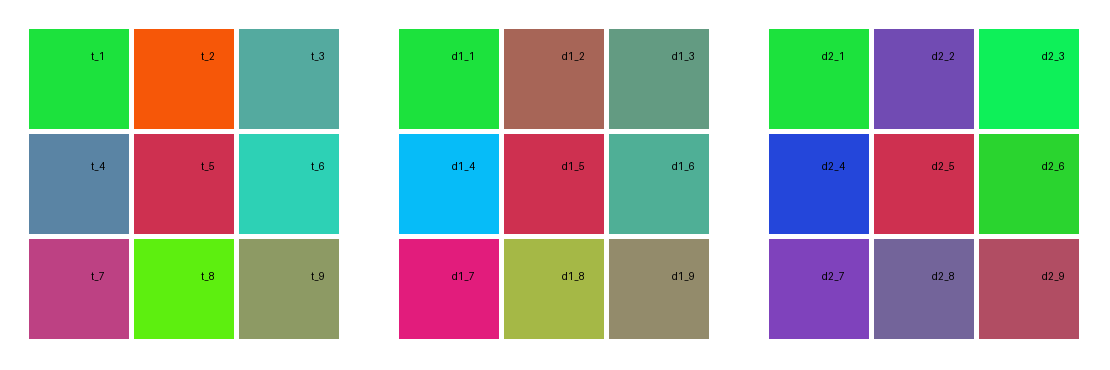 t_1 t_2 t_3 d1_1 d1_2 d1_3 d2_1 d2_2 d2_3
t_4 t_5 t_6 d1_4 d1_5 d1_6 d2_4 d2_5 d2_6
t_7 t_8 t_9 d1_7 d1_8 d1_9 d2_7 d2_8 d2_9